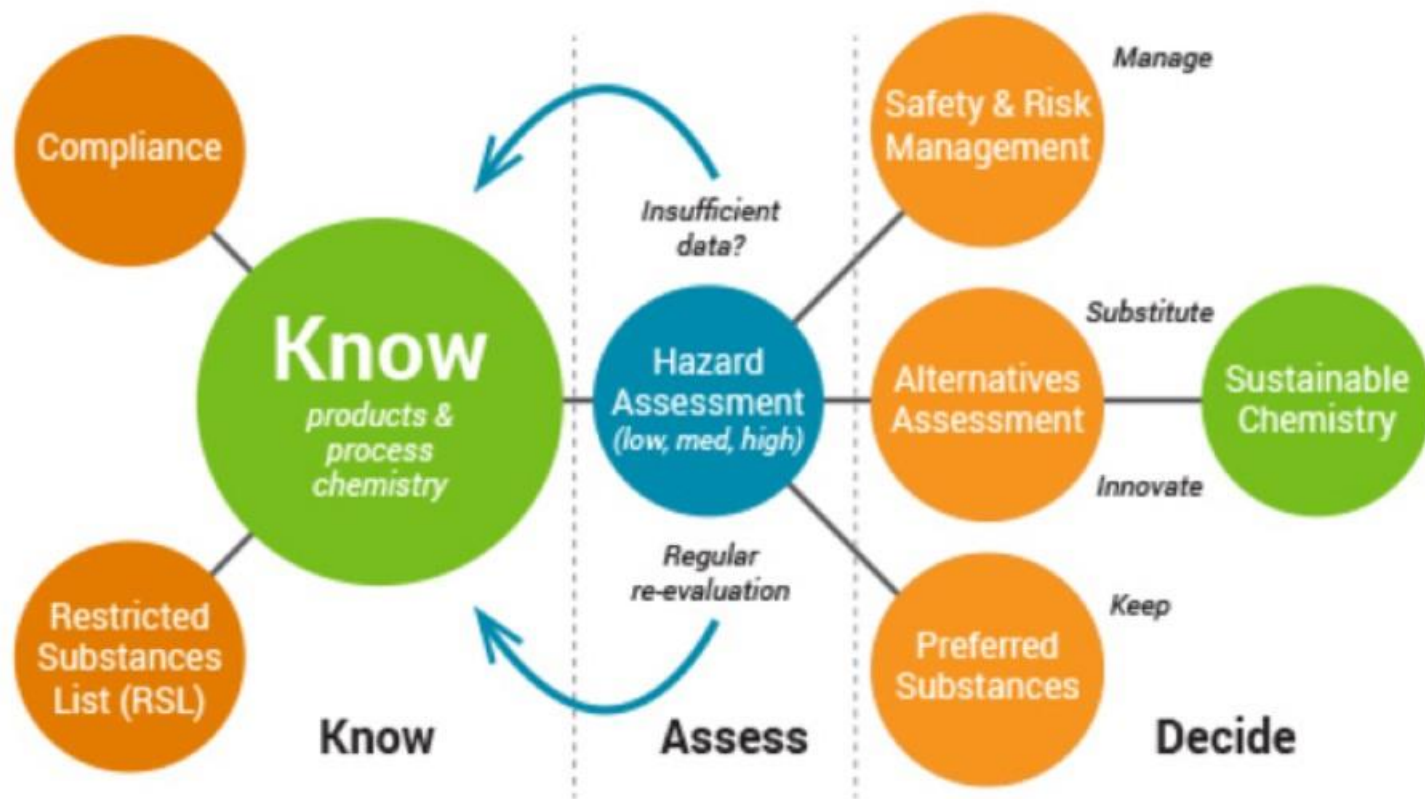 Compliance
Know
products &
process
chemistry
Restricted
Substances
List (RSL)
Know
Insufficient
data?
Hazard
Assessment
(low, med, high)
Regular
re-evaluation
Assess
Safety & Risk
Management
Manage
Alternatives
Assessment
Substitute
Innovate
Sustainable
Chemistry
Preferred
Substances
Keep
Decide